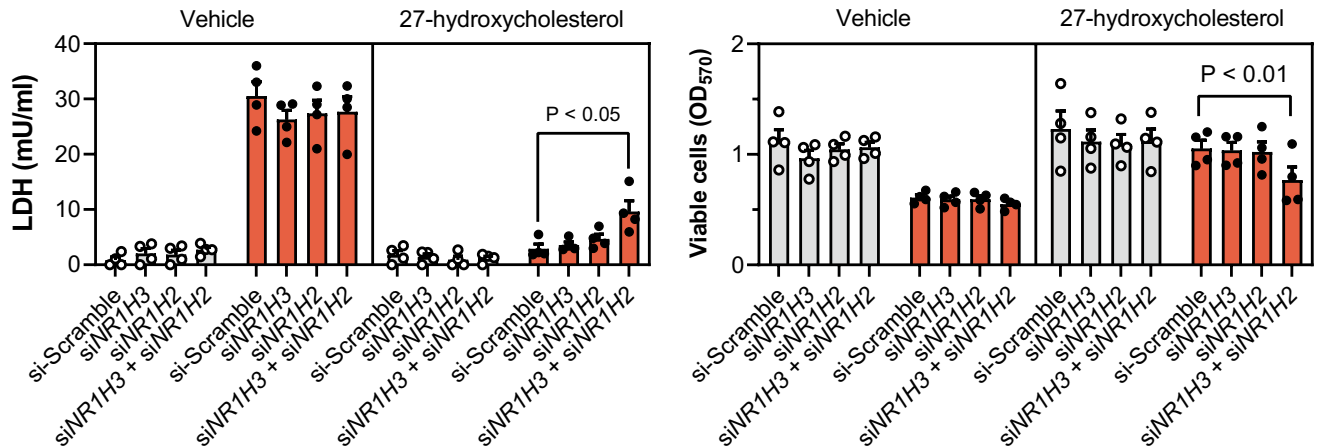 Vehicle 27-hydroxycholesterol
LDH (mU/ml)
40
30
20
10
0
P < 0.05
si-Scramble
siNR1H3
siNR1H2
siNR1H3 + siNR1H2
si-Scramble
siNR1H3
siNR1H2
siNR1H3 + siNR1H2
si-Scramble
siNR1H3
siNR1H2
siNR1H3 + siNR1H2
si-Scramble
siNR1H3
siNR1H2
siNR1H3 + siNR1H2
Vehicle 27-hydroxycholesterol
Viable cells (OD570)
2
1
0
P < 0.01
si-Scramble
siNR1H3
siNR1H2
siNR1H3 + siNR1H2
si-Scramble
siNR1H3
siNR1H2
siNR1H3 + siNR1H2
si-Scramble
siNR1H3
siNR1H2
siNR1H3 + siNR1H2
si-Scramble
siNR1H3
siNR1H2
siNR1H3 + siNR1H2